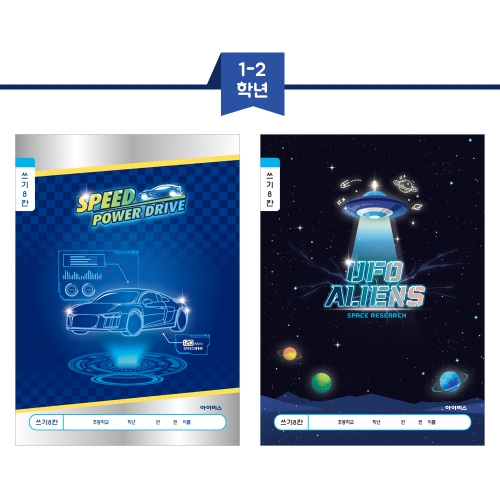 1-2
학년
쓰기8칸
SPEED
POWER DRIVE
아이비스
쓰기8칸 초등학교 학년 반 번 이름
쓰기8칸
UFO
ALIENS
SPACE RESEARCH
아이비스
쓰기8칸 초등학교 학년 반 번 이름